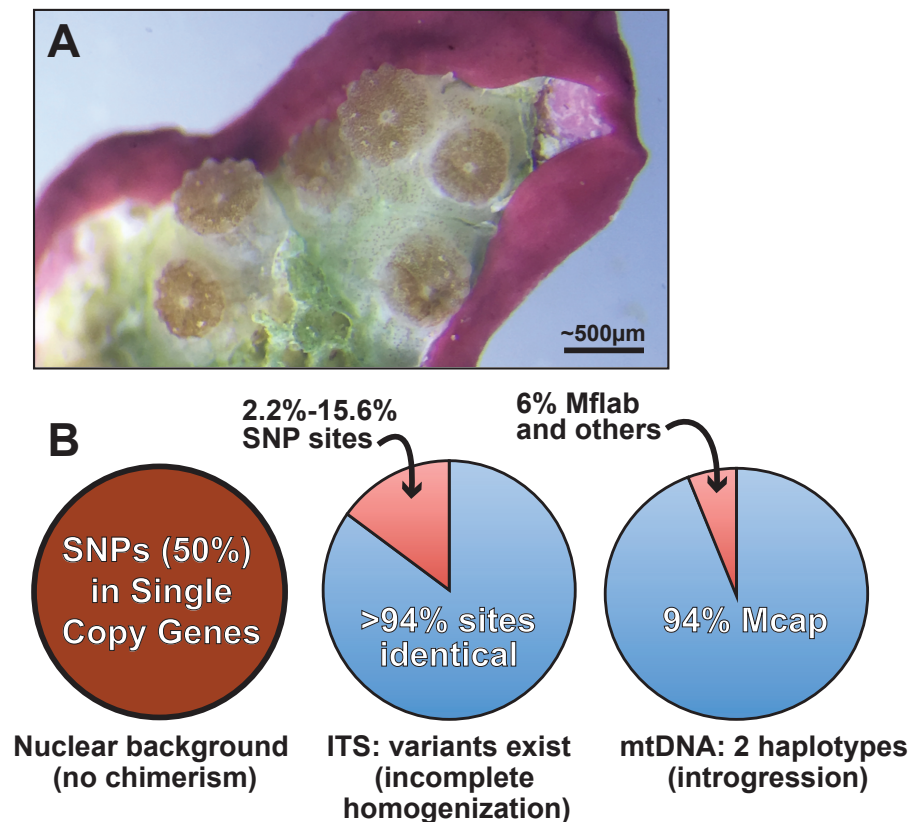 A
~500µm
B
2.2%-15.6%
SNP sites
6% Mflab
and others
SNPs (50%)
in Single
Copy Genes
>94% sites
identical
94% Mcap
Nuclear background
(no chimerism)
ITS: variants exist
(incomplete
homogenization)
mtDNA: 2 haplotypes
(introgression)